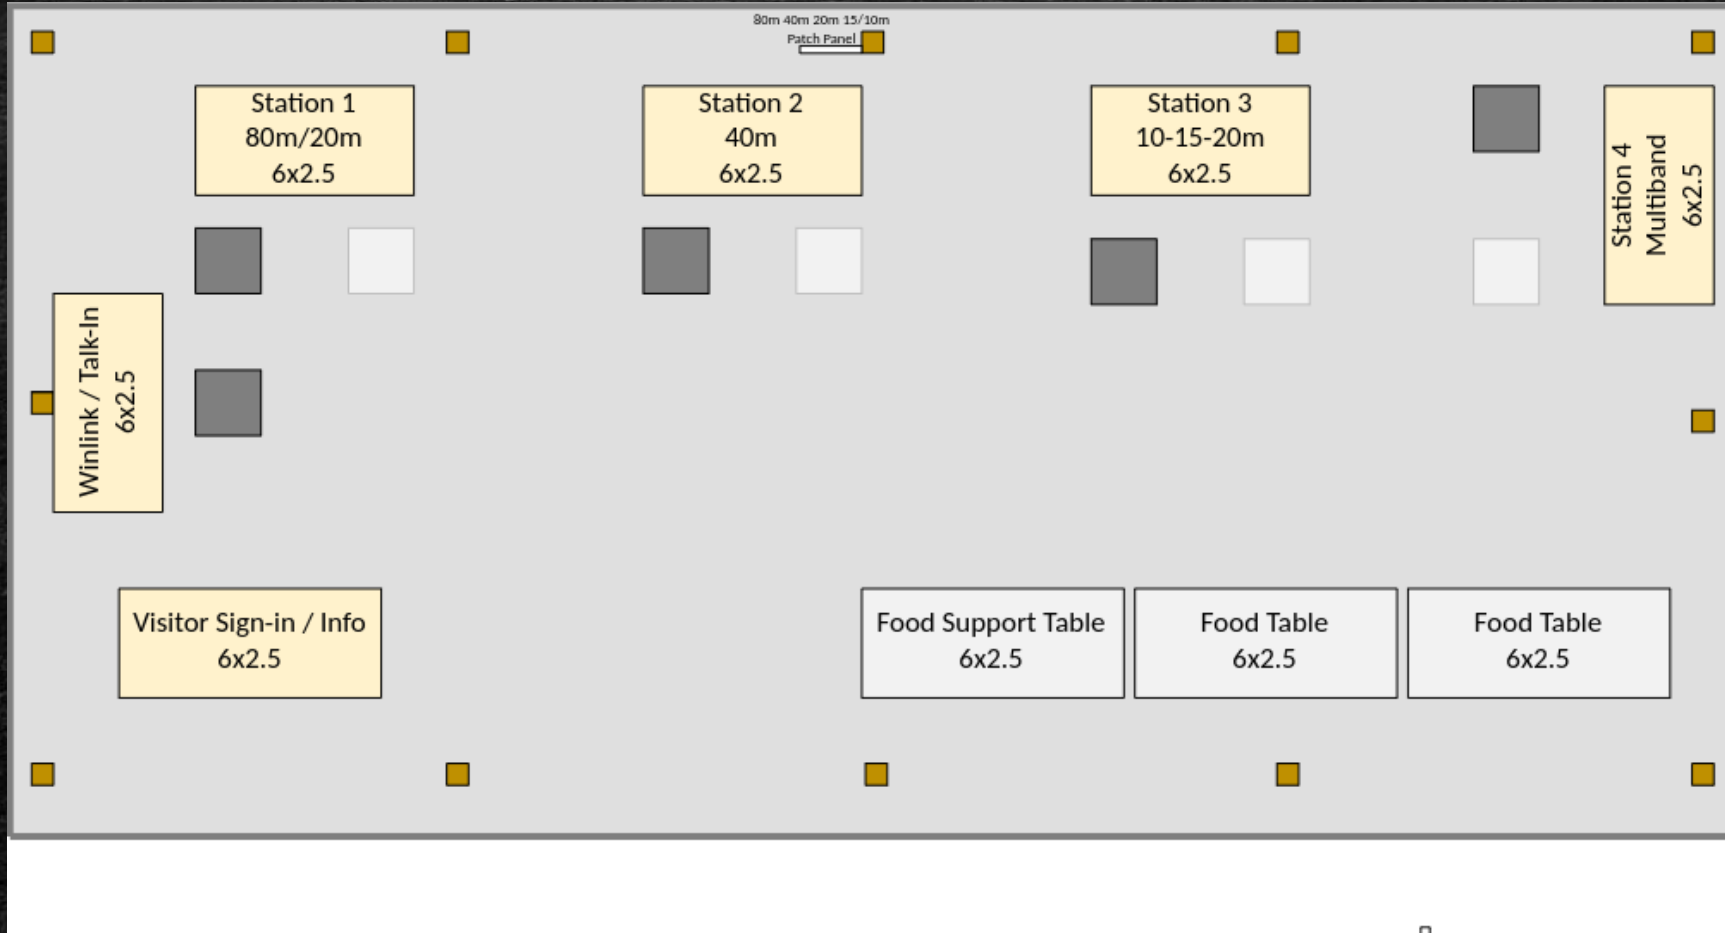 80m 40m 20m 15/10m
Patch Panel
Station 1
80m/20m
6x2.5
Station 2
40m
6x2.5
Station 3
10-15-20m
6x2.5
Station 4
Multiband
6x2.5
Winlink / Talk-In
6x2.5
Visitor Sign-in / Info
6x2.5
Food Support Table
6x2.5
Food Table
6x2.5
Food Table
6x2.5